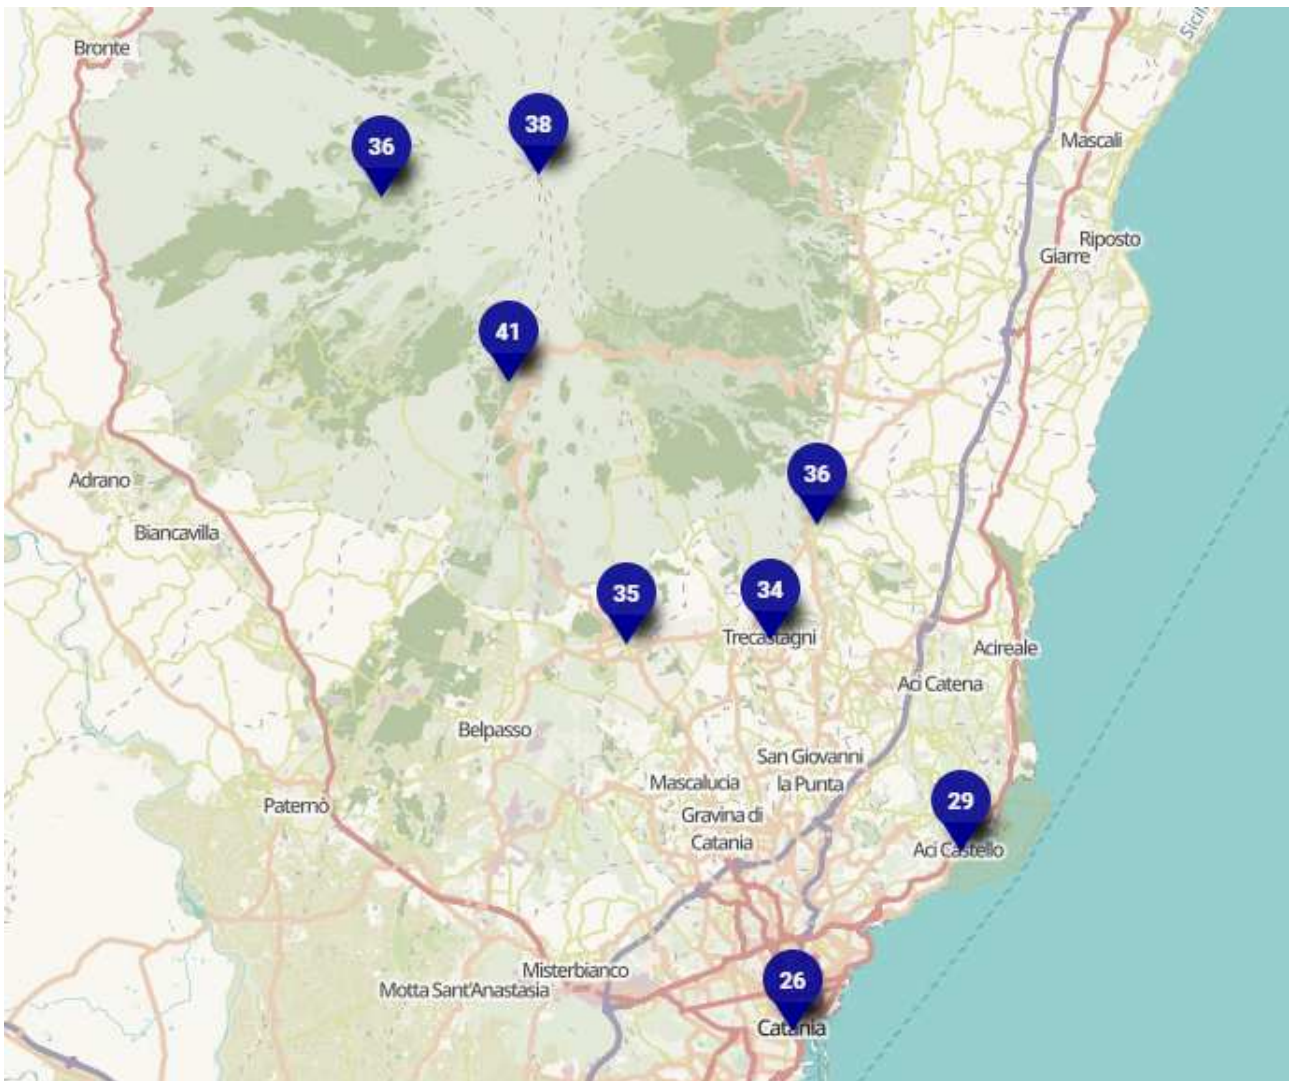 Sicil
Bronte
38
36
Mascali
Riposto
Giarre
41
36
Adrano
Biancavilla
35
34
Trecastagni
Acireale
Aci Catena
Belpasso
San Giovanni
la Punta
Mascalucia
Paternò
29
Gravina di
Catania
Aci Castello
Misterbianco
26
Motta Sant'Anastasia
Catania